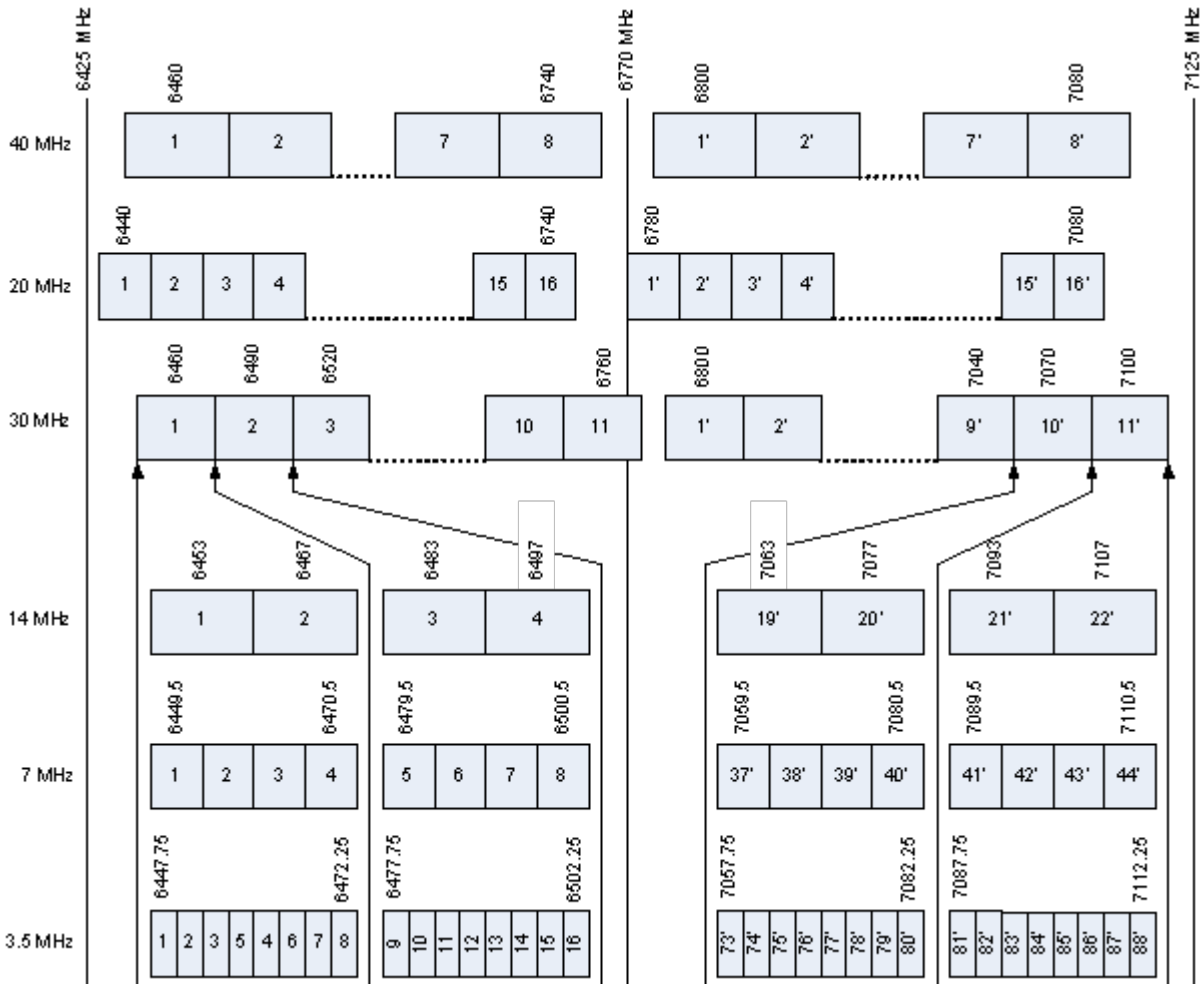 6425 MHz 6770 MHz 7125 MHz
6460 6740 6800 7080
40 MHz 1 2 7 8 1' 2' 7' 8'
6440 6740 6780 7080
20 MHz 1 2 3 4 15 16 1' 2' 3' 4' 15' 16'
6460 6490 6520 6760 6800 7040 7070 7100
30 MHz 1 2 3 10 11 1' 2' 9' 10' 11'
6453 6467 6483 6497 7063 7077 7093 7107
14 MHz 1 2 3 4 19' 20' 21' 22'
6449.5 6470.5 6479.5 6500.5 7059.5 7080.5 7089.5 7110.5
7 MHz 1 2 3 4 5 6 7 8 37' 38' 39' 40' 41' 42' 43' 44'
6447.75 6472.25 6477.75 6502.25 7057.75 7082.25 7087.75 7112.25
3.5 MHz 1 2 3 5 4 6 7 8 9 10 11 12 13 14 15 16 73' 74' 75' 76' 77' 78' 79' 80' 81' 82' 83' 84' 85' 86' 87' 88'